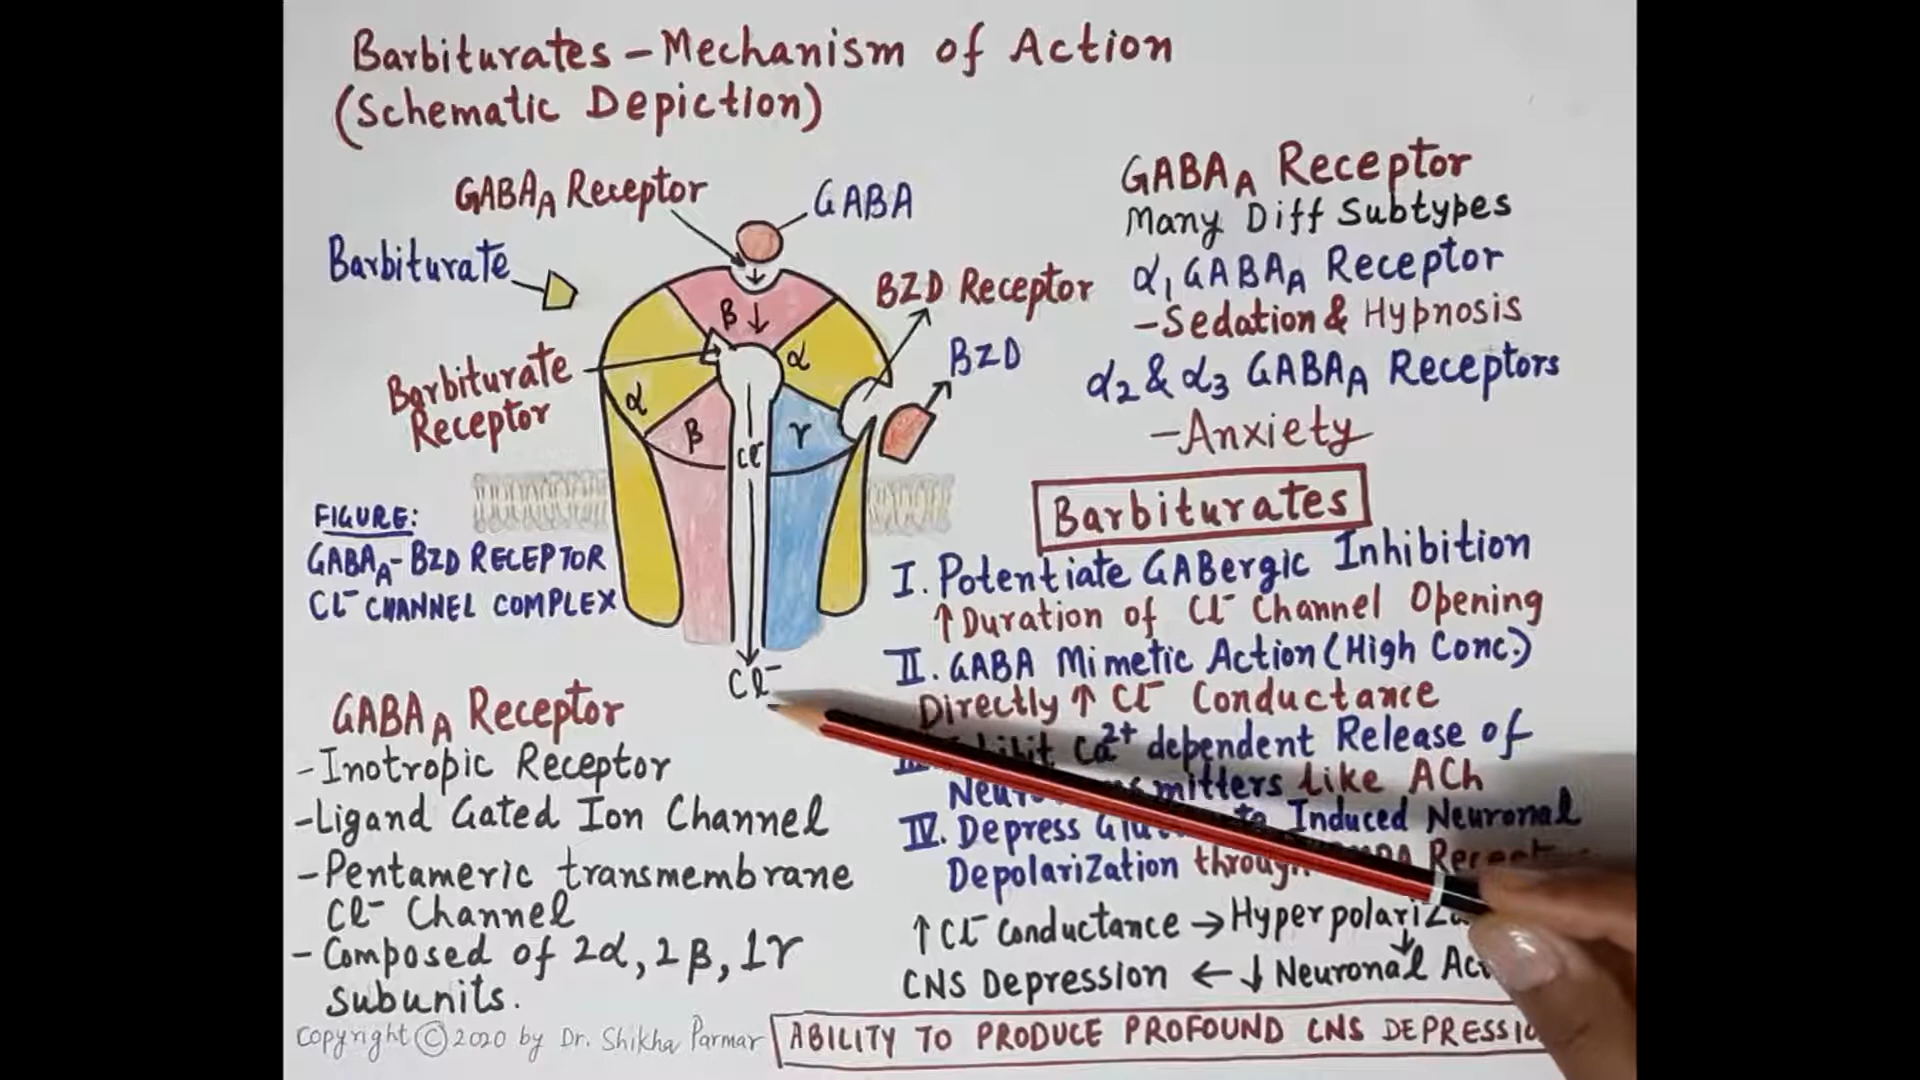 Barbiturates - Mechanism of Action
(Schematic Depiction)
GABAA Receptor
GABA
Barbiturate
BZD Receptor
BZD
Barbiturate
Receptor
β
α
α
β
γ
Cl-
Cl-
FIGURE:
GABAA-BZD RECEPTOR
Cl- CHANNEL COMPLEX
GABAA Receptor
- Inotropic Receptor
- Ligand Gated Ion Channel
- Pentameric transmembrane
Cl- Channel
- Composed of 2α, 2β, 1γ
subunits.
Copyright © 2020 by Dr. Shikha Parmar
GABAA Receptor
Many Diff Subtypes
α1 GABAA Receptor
- Sedation & Hypnosis
α2 & α3 GABAA Receptors
- Anxiety
Barbiturates
I. Potentiate GABergic Inhibition
↑ Duration of Cl- Channel Opening
II. GABA Mimetic Action (High Conc.)
Directly ↑ Cl- Conductance
Ca2+ dependent Release of
like ACh
IV. Depress Induced Neuronal
Depolarization through
↑ Cl- Conductance →
CNS Depression ← ↓ Neuronal
ABILITY TO PRODUCE PROFOUND CNS